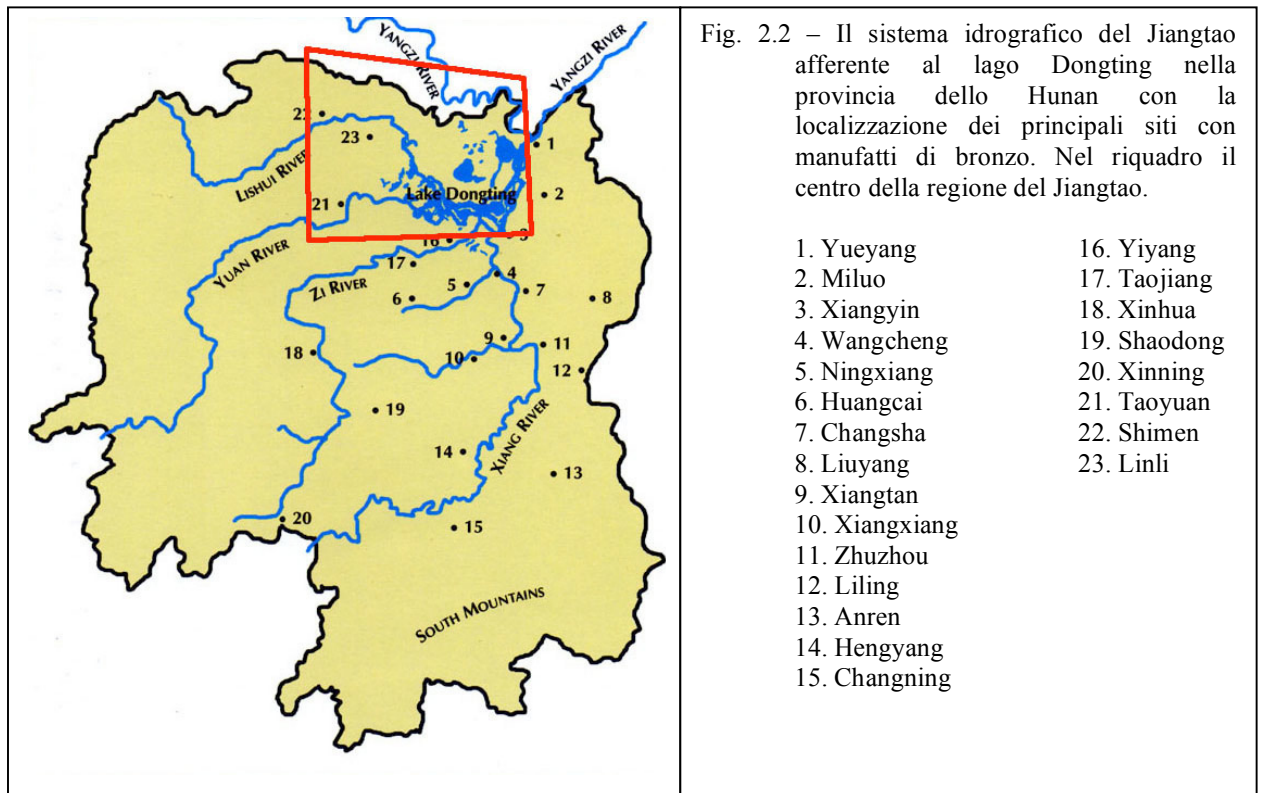 YANGZI RIVER
YANGZI RIVER
22
23
1
LISHUI RIVER
Lake Dongting
2
21
16
3
YUAN RIVER
17
4
ZI RIVER
5
7
6
8
9
11
18
10
12
19
XIANG RIVER
14
13
20
15
SOUTH MOUNTAINS
Fig. 2.2 – Il sistema idrografico del Jiangtao
afferente al lago Dongting nella
provincia dello Hunan con la
localizzazione dei principali siti con
manufatti di bronzo. Nel riquadro il
centro della regione del Jiangtao.
1. Yueyang
2. Miluo
3. Xiangyin
4. Wangcheng
5. Ningxiang
6. Huangcai
7. Changsha
8. Liuyang
9. Xiangtan
10. Xiangxiang
11. Zhuzhou
12. Liling
13. Anren
14. Hengyang
15. Changning
16. Yiyang
17. Taojiang
18. Xinhua
19. Shaodong
20. Xinning
21. Taoyuan
22. Shimen
23. Linli